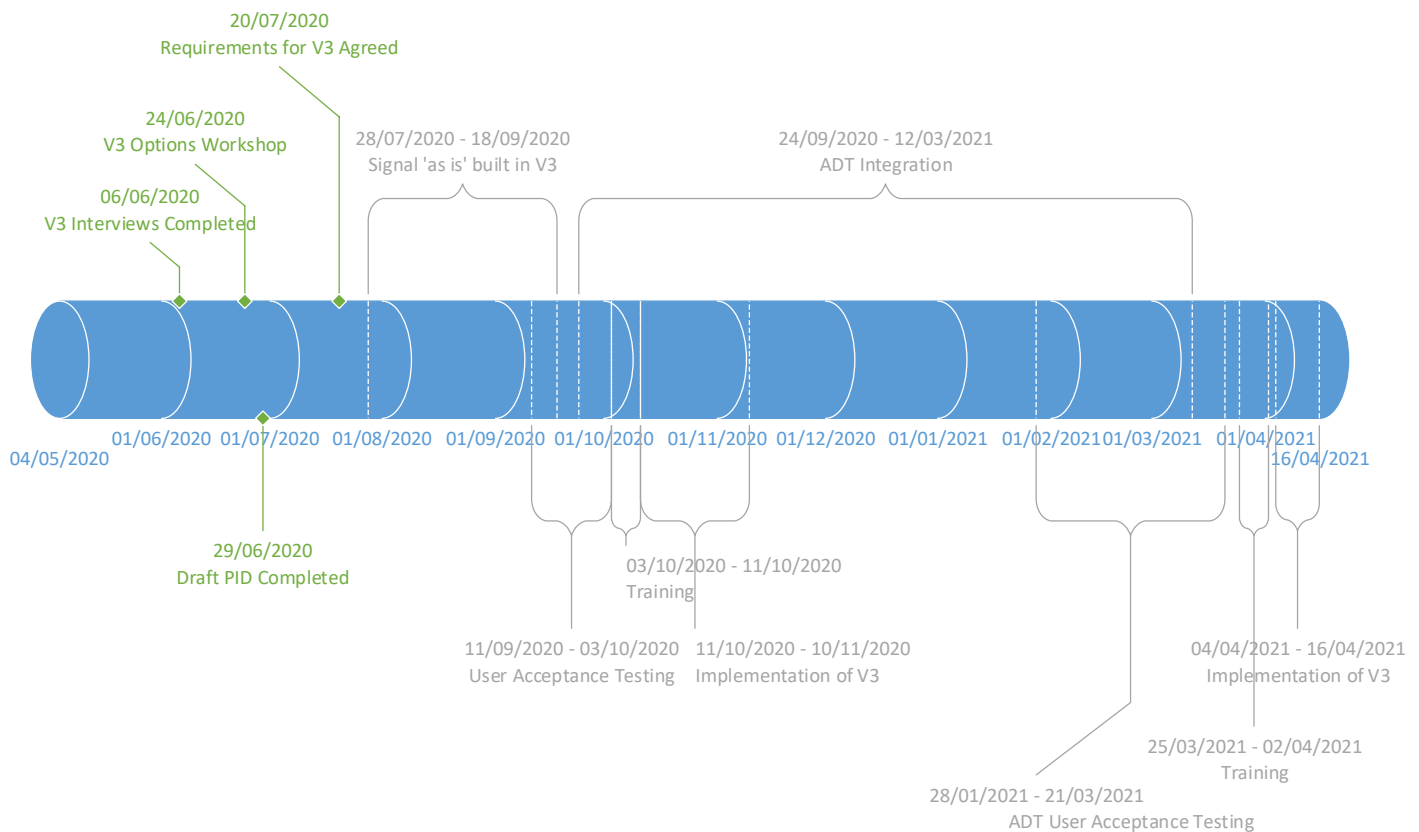 20/07/2020
Requirements for V3 Agreed
24/06/2020
V3 Options Workshop
06/06/2020
V3 Interviews Completed
28/07/2020 - 18/09/2020
Signal 'as is' built in V3
24/09/2020 - 12/03/2021
ADT Integration
04/05/2020
01/06/2020
01/07/2020
01/08/2020
01/09/2020
01/10/2020
01/11/2020
01/12/2020
01/01/2021
01/02/2021
01/03/2021
01/04/2021
16/04/2021
29/06/2020
Draft PID Completed
03/10/2020 - 11/10/2020
Training
11/09/2020 - 03/10/2020
User Acceptance Testing
11/10/2020 - 10/11/2020
Implementation of V3
04/04/2021 - 16/04/2021
Implementation of V3
25/03/2021 - 02/04/2021
Training
28/01/2021 - 21/03/2021
ADT User Acceptance Testing